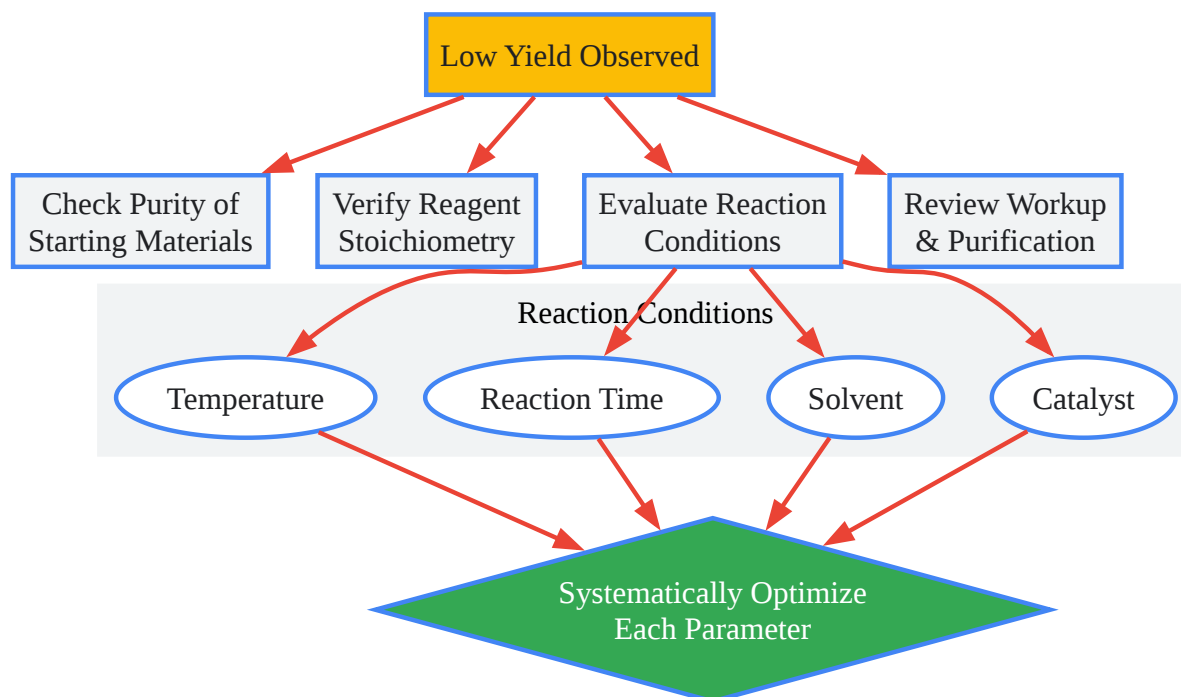 Low Yield Observed
Check Purity of
Starting Materials
Verify Reagent
Stoichiometry
Evaluate Reaction
Conditions
Review Workup
& Purification
Reaction Conditions
Temperature
Reaction Time
Solvent
Catalyst
Systematically Optimize
Each Parameter